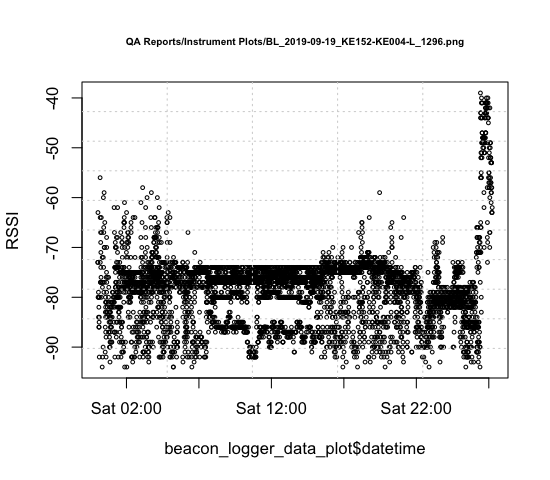 QA Reports/Instrument Plots/BL_2019-09-19_KE152-KE004-L_1296.png
-40
-50
-60
-70
-80
-90
RSSI
Sat 02:00 Sat 12:00 Sat 22:00
beacon_logger_data_plot$datetime